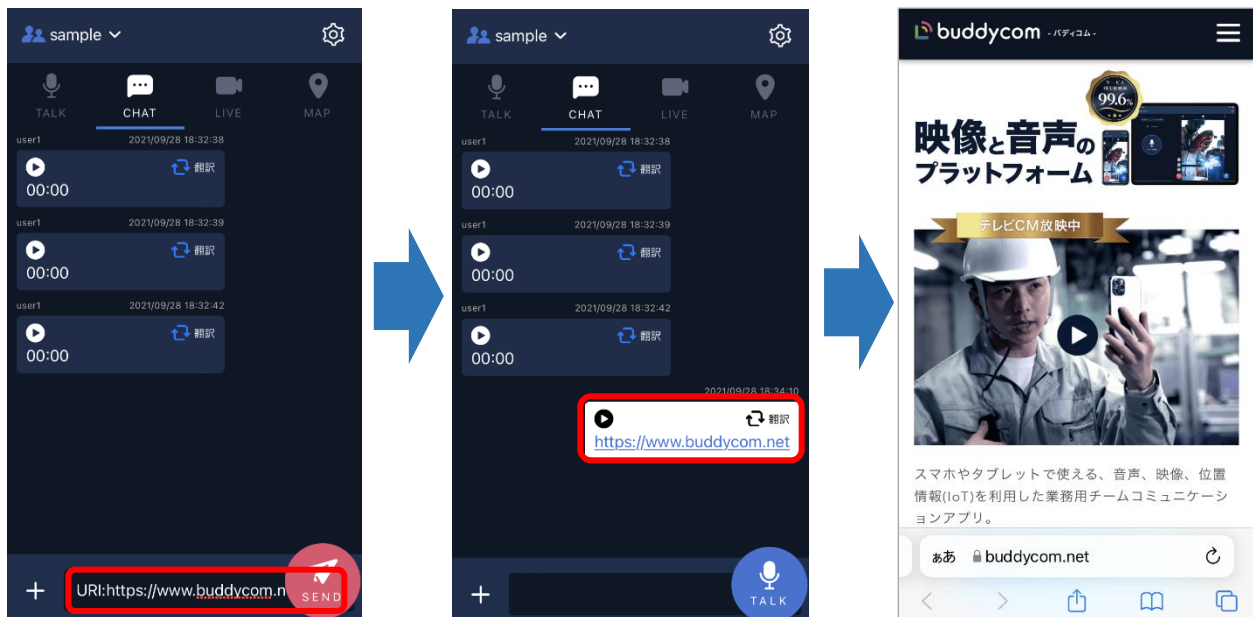 sample
TALK
CHAT
LIVE
MAP
user1 2021/09/28 18:32:38
翻訳
00:00
user1 2021/09/28 18:32:39
翻訳
00:00
user1 2021/09/28 18:32:42
翻訳
00:00
+ URI:https://www.buddycom.n
SEND
sample
TALK
CHAT
LIVE
MAP
user1 2021/09/28 18:32:38
翻訳
00:00
user1 2021/09/28 18:32:39
翻訳
00:00
user1 2021/09/28 18:32:42
翻訳
00:00
2021/09/28 18:34:10
翻訳
https://www.buddycom.net
+
TALK
buddycom -バディコム-
99.6%
映像と音声の
プラットフォーム
テレビCM放映中
スマホやタブレットで使える、音声、映像、位置
情報(IoT)を利用した業務用チームコミュニケーシ
ョンアプリ。
ぁあ buddycom.net